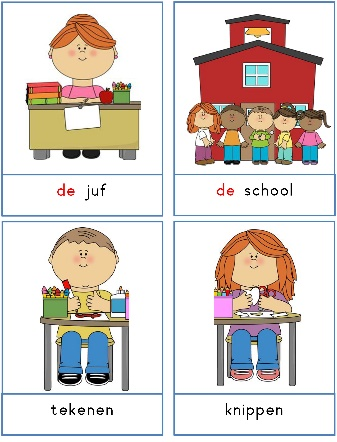 de juf
de school
tekenen
knippen